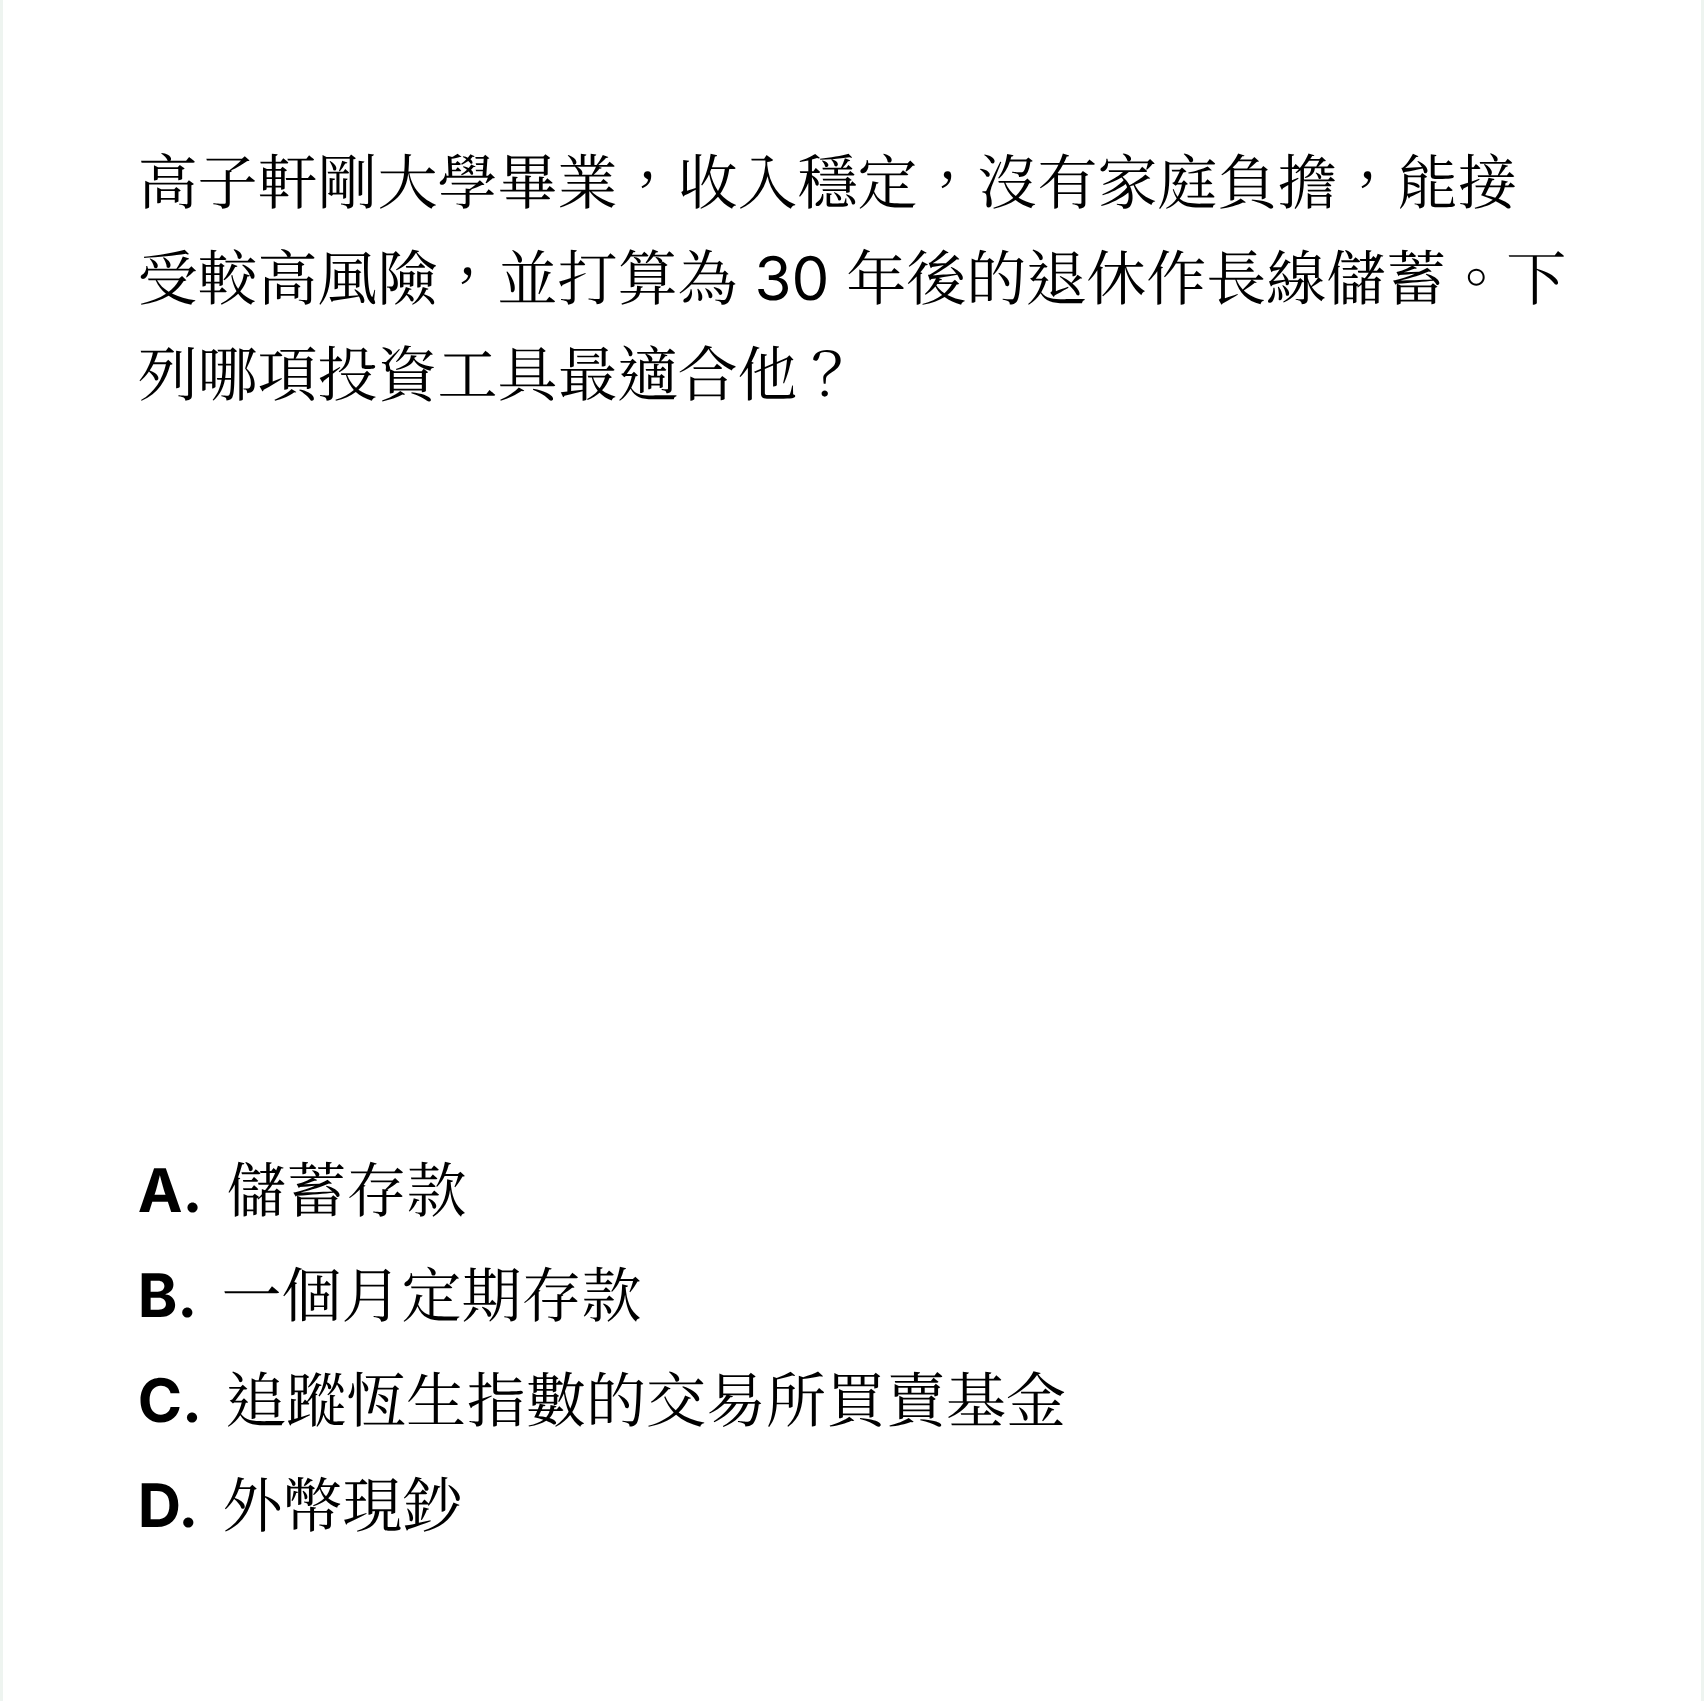 高子軒剛大學畢業，收入穩定，沒有家庭負擔，能接
受較高風險，並打算為 30 年後的退休作長線儲蓄。下
列哪項投資工具最適合他？
A. 儲蓄存款
B. 一個月定期存款
C. 追蹤恆生指數的交易所買賣基金
D. 外幣現鈔